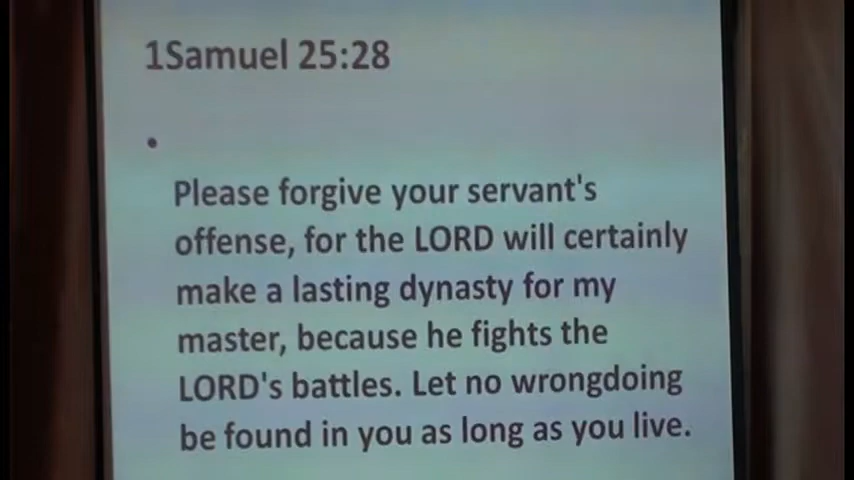 1Samuel 25:28
•
Please forgive your servant's
offense, for the LORD will certainly
make a lasting dynasty for my
master, because he fights the
LORD's battles. Let no wrongdoing
be found in you as long as you live.